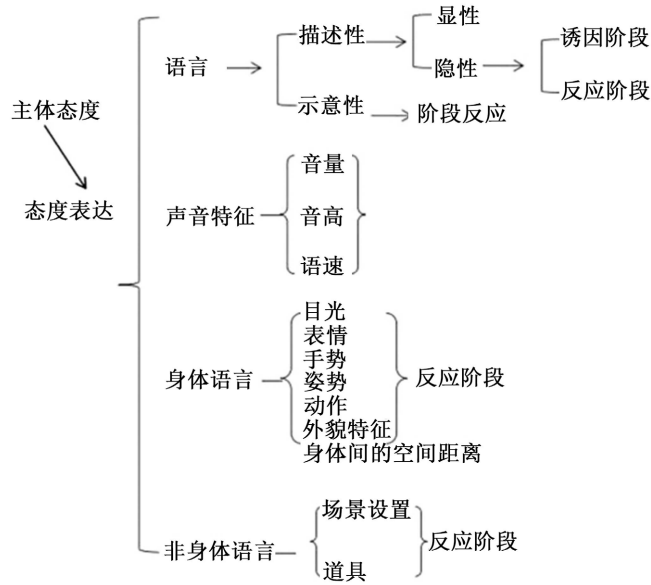 主体态度
态度表达
语言
描述性
显性
隐性
诱因阶段
反应阶段
示意性
阶段反应
声音特征
音量
音高
语速
身体语言
目光
表情
手势
姿势
动作
外貌特征
身体间的空间距离
反应阶段
非身体语言
场景设置
道具
反应阶段